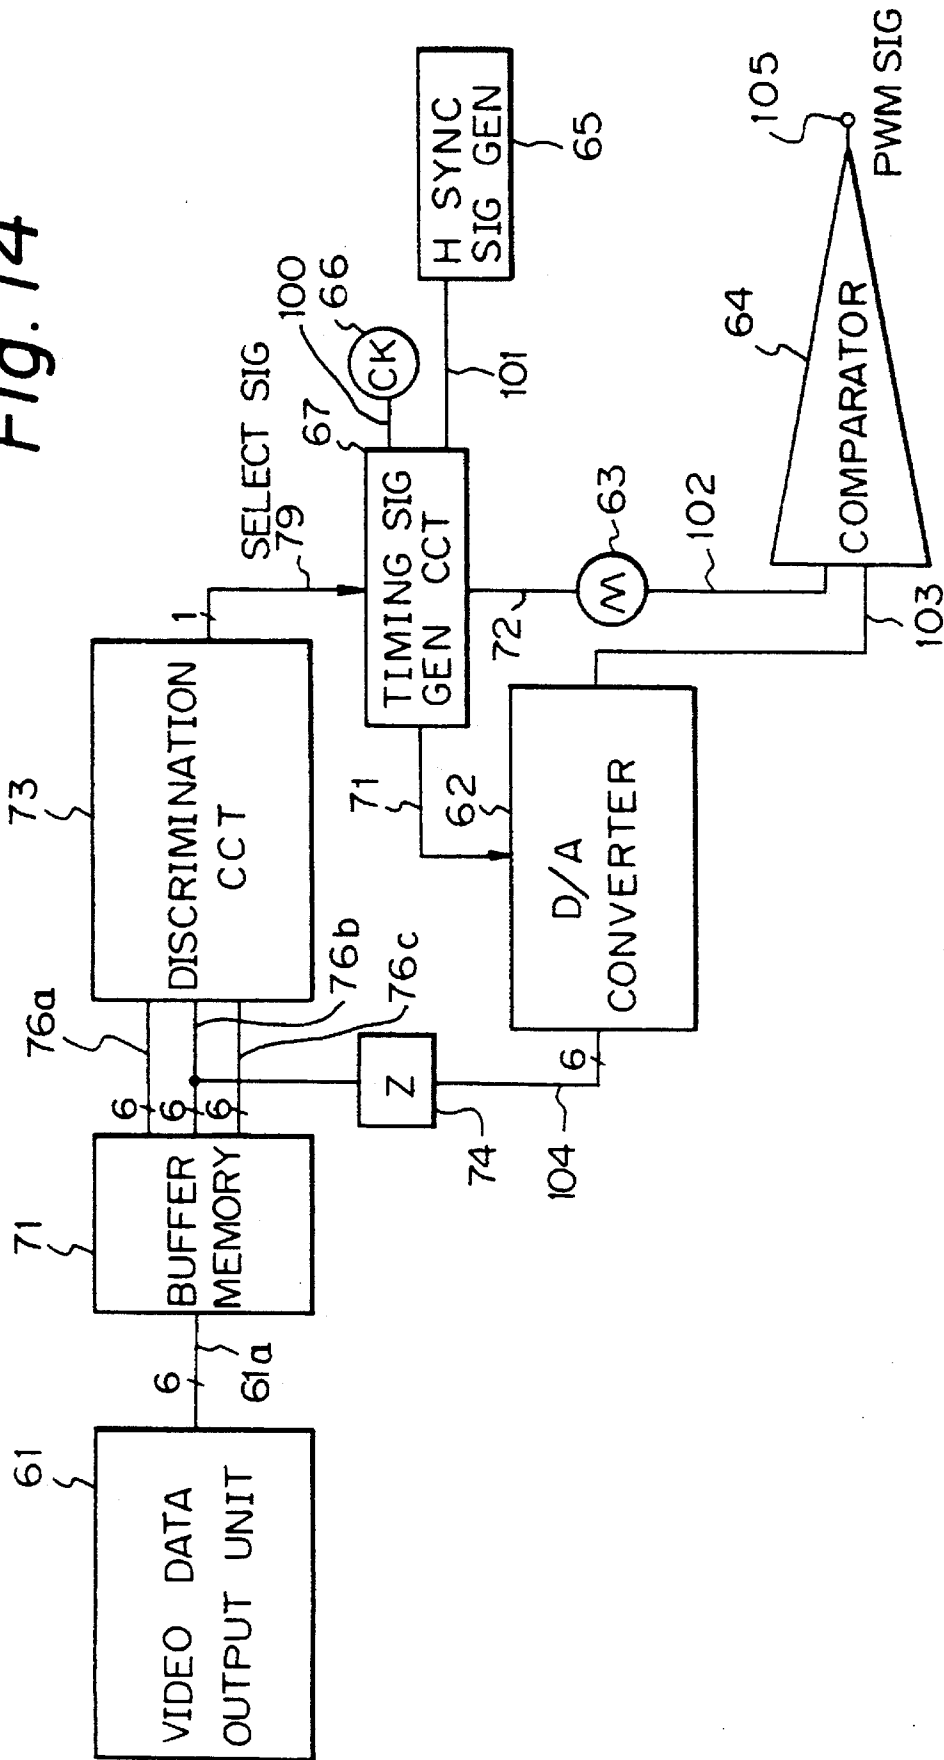 Fig. 14
61
VIDEO DATA
OUTPUT UNIT
6
61a
71
BUFFER
MEMORY
6
6
6
76a
76b
76c
73
DISCRIMINATION
CCT
1
SELECT SIG
79
67
TIMING SIG
GEN CCT
100
66
CK
101
H SYNC
SIG GEN
65
71
72
63
102
Z
74
104
6
62
D/A
CONVERTER
103
64
COMPARATOR
105
PWM SIG